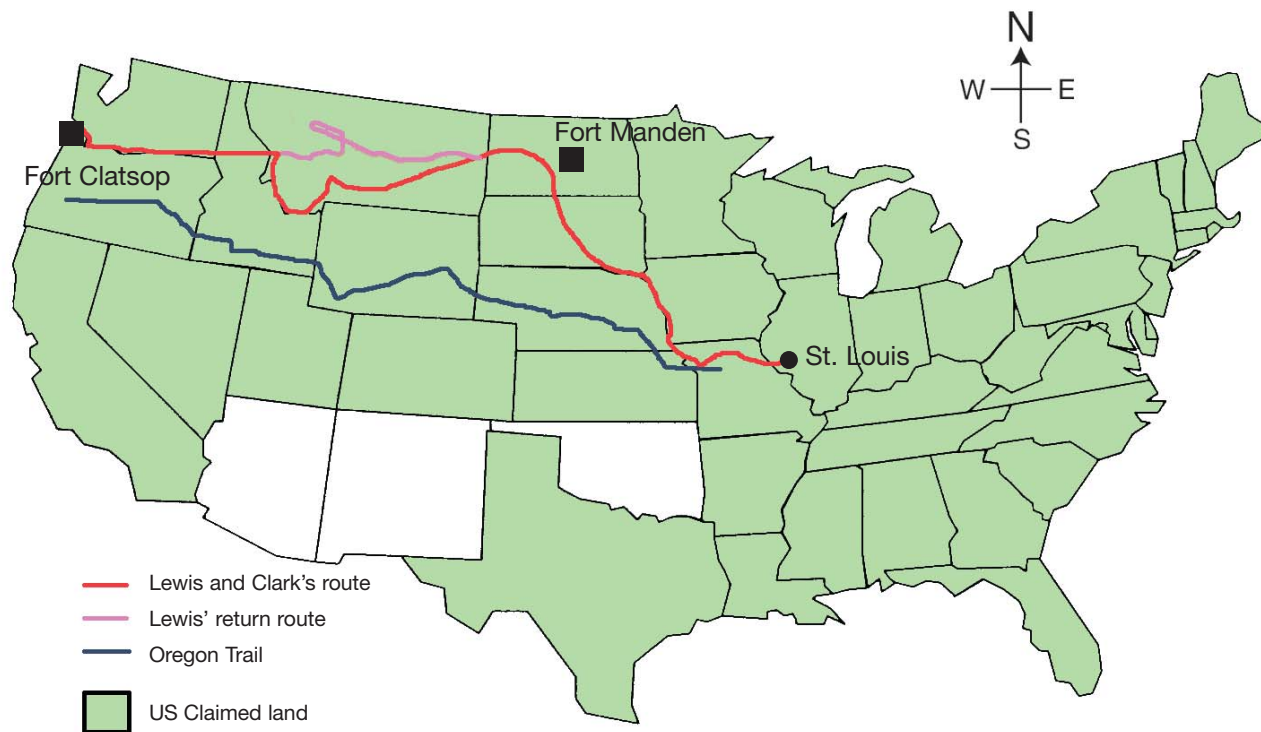 N
W E
S
Fort Manden
Fort Clatsop
St. Louis
Lewis and Clark's route
Lewis' return route
Oregon Trail
US Claimed land